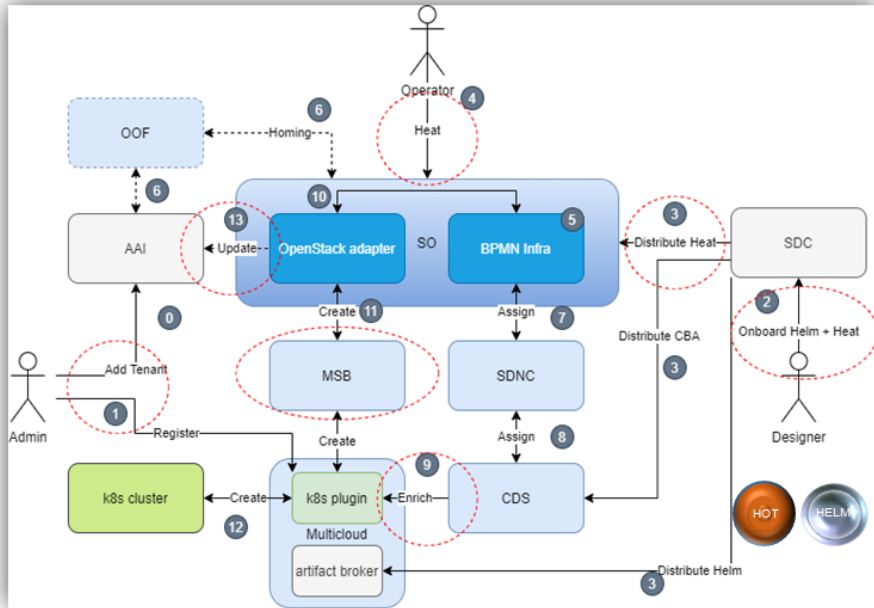 Operator
4
Heat
6
OOF
Homing
6
10
13
3
5
AAI
Update
OpenStack adapter
SO
BPMN Infra
Distribute Heat
SDC
0
Create
11
Assign
7
2
Onboard Helm + Heat
Distribute CBA
3
Add Tenant
MSB
SDNC
1
Admin
Register
Create
Assign
8
Designer
9
k8s cluster
Create
k8s plugin
Enrich
CDS
12
Multicloud
HOT
HELM
artifact broker
Distribute Helm
3